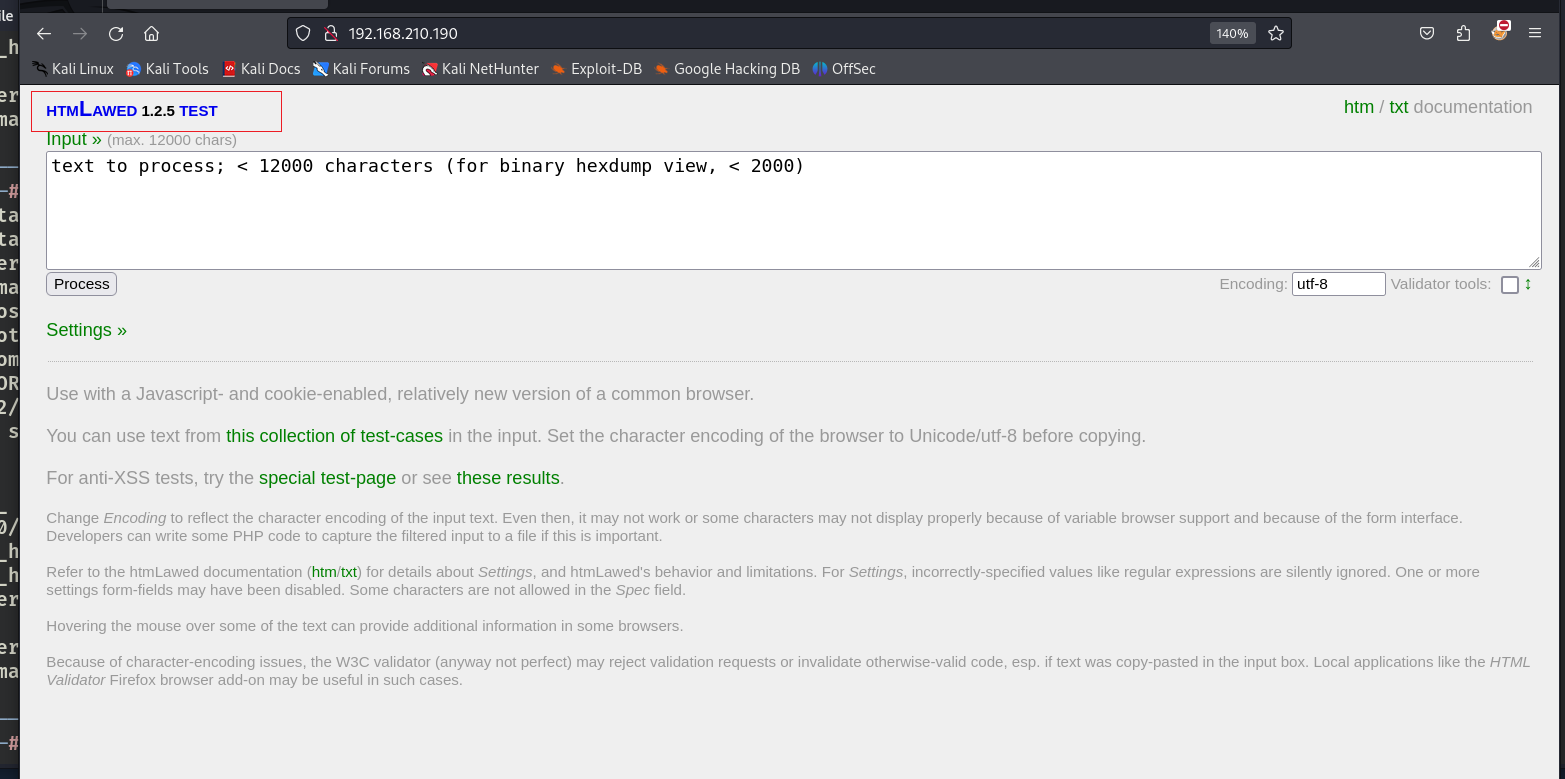 ile
192.168.210.190
140%
Kali Linux Kali Tools Kali Docs Kali Forums Kali NetHunter Exploit-DB Google Hacking DB OffSec
HTMLAWED 1.2.5 TEST
htm / txt documentation
Input » (max. 12000 chars)
text to process; < 12000 characters (for binary hexdump view, < 2000)
Process
Encoding: utf-8 Validator tools: ↕
Settings »
Use with a Javascript- and cookie-enabled, relatively new version of a common browser.
You can use text from this collection of test-cases in the input. Set the character encoding of the browser to Unicode/utf-8 before copying.
For anti-XSS tests, try the special test-page or see these results.
Change Encoding to reflect the character encoding of the input text. Even then, it may not work or some characters may not display properly because of variable browser support and because of the form interface.
Developers can write some PHP code to capture the filtered input to a file if this is important.
Refer to the htmLawed documentation (htm/txt) for details about Settings, and htmLawed's behavior and limitations. For Settings, incorrectly-specified values like regular expressions are silently ignored. One or more
settings form-fields may have been disabled. Some characters are not allowed in the Spec field.
Hovering the mouse over some of the text can provide additional information in some browsers.
Because of character-encoding issues, the W3C validator (anyway not perfect) may reject validation requests or invalidate otherwise-valid code, esp. if text was copy-pasted in the input box. Local applications like the HTML
Validator Firefox browser add-on may be useful in such cases.